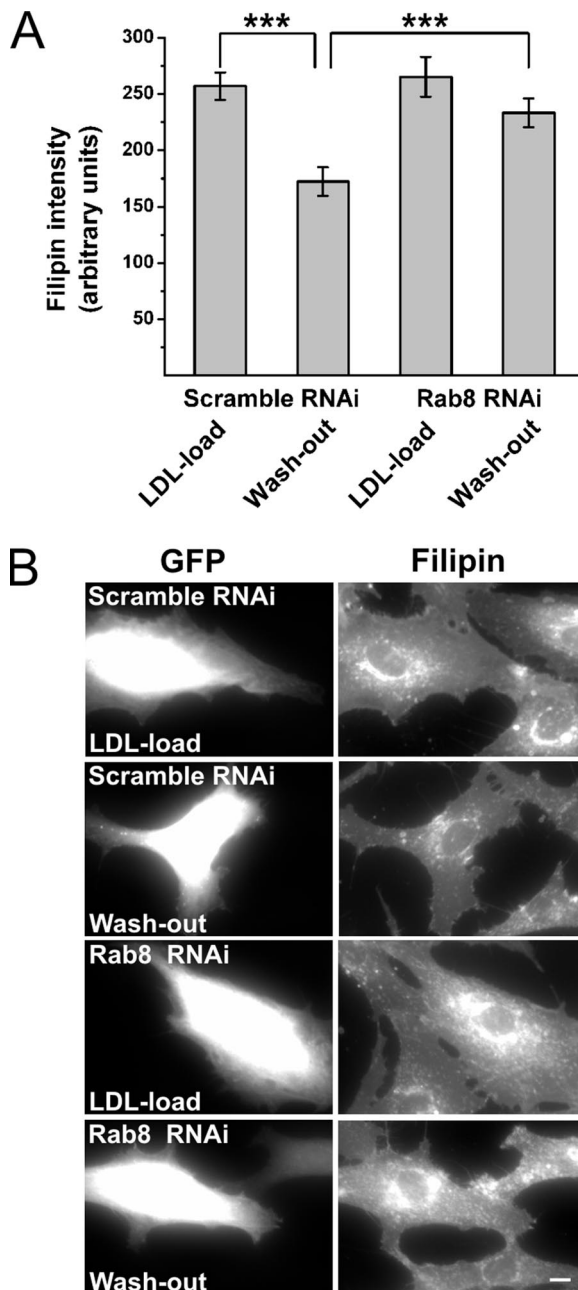 A
*** ***
300
250
200
150
100
50
Filipin intensity
(arbitrary units)
Scramble RNAi Rab8 RNAi
LDL-load
Wash-out
LDL-load
Wash-out
B
GFP Filipin
Scramble RNAi
LDL-load
Scramble RNAi
Wash-out
Rab8 RNAi
LDL-load
Rab8 RNAi
Wash-out